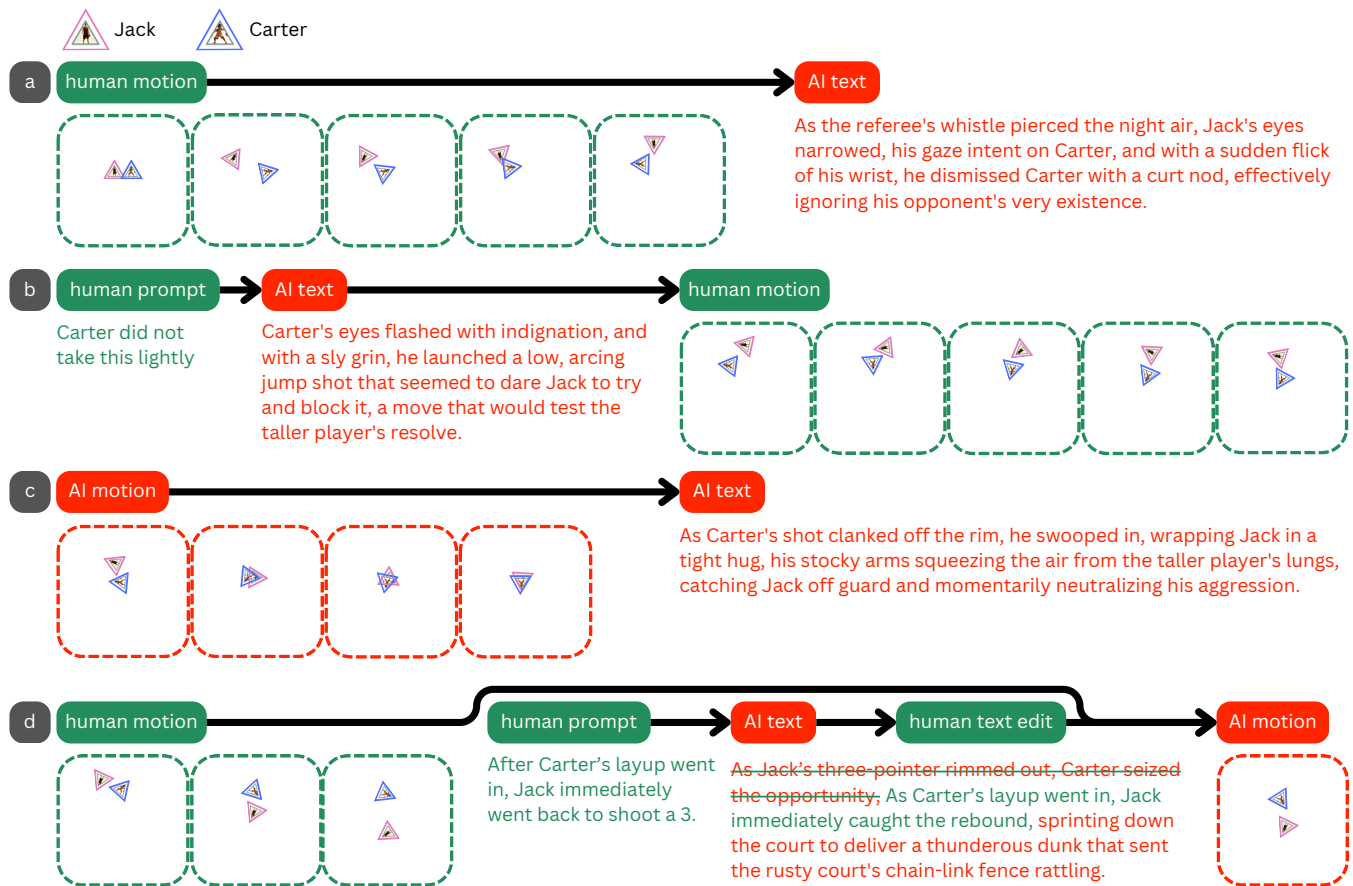 Jack
Carter
a
human motion
AI text
As the referee's whistle pierced the night air, Jack's eyes
narrowed, his gaze intent on Carter, and with a sudden flick
of his wrist, he dismissed Carter with a curt nod, effectively
ignoring his opponent's very existence.
b
human prompt
AI text
human motion
Carter did not
take this lightly
Carter's eyes flashed with indignation, and
with a sly grin, he launched a low, arcing
jump shot that seemed to dare Jack to try
and block it, a move that would test the
taller player's resolve.
c
AI motion
AI text
As Carter's shot clanked off the rim, he swooped in, wrapping Jack in a
tight hug, his stocky arms squeezing the air from the taller player's lungs,
catching Jack off guard and momentarily neutralizing his aggression.
d
human motion
human prompt
AI text
human text edit
AI motion
After Carter’s layup went
in, Jack immediately
went back to shoot a 3.
As Jack’s three-pointer rimmed out, Carter seized
the opportunity, As Carter’s layup went in, Jack
immediately caught the rebound, sprinting down
the court to deliver a thunderous dunk that sent
the rusty court's chain-link fence rattling.